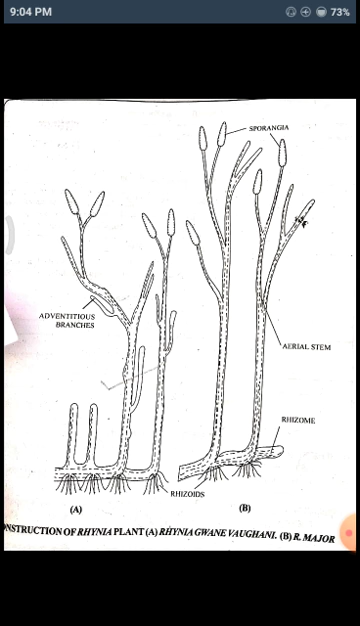 9:04 PM
73%
SPORANGIA
ADVENTITIOUS
BRANCHES
AERIAL STEM
RHIZOME
RHIZOIDS
(A)
(B)
NSTRUCTION OF RHYNIA PLANT (A) RHYNIA GWANE VAUGHANI. (B) R. MAJOR